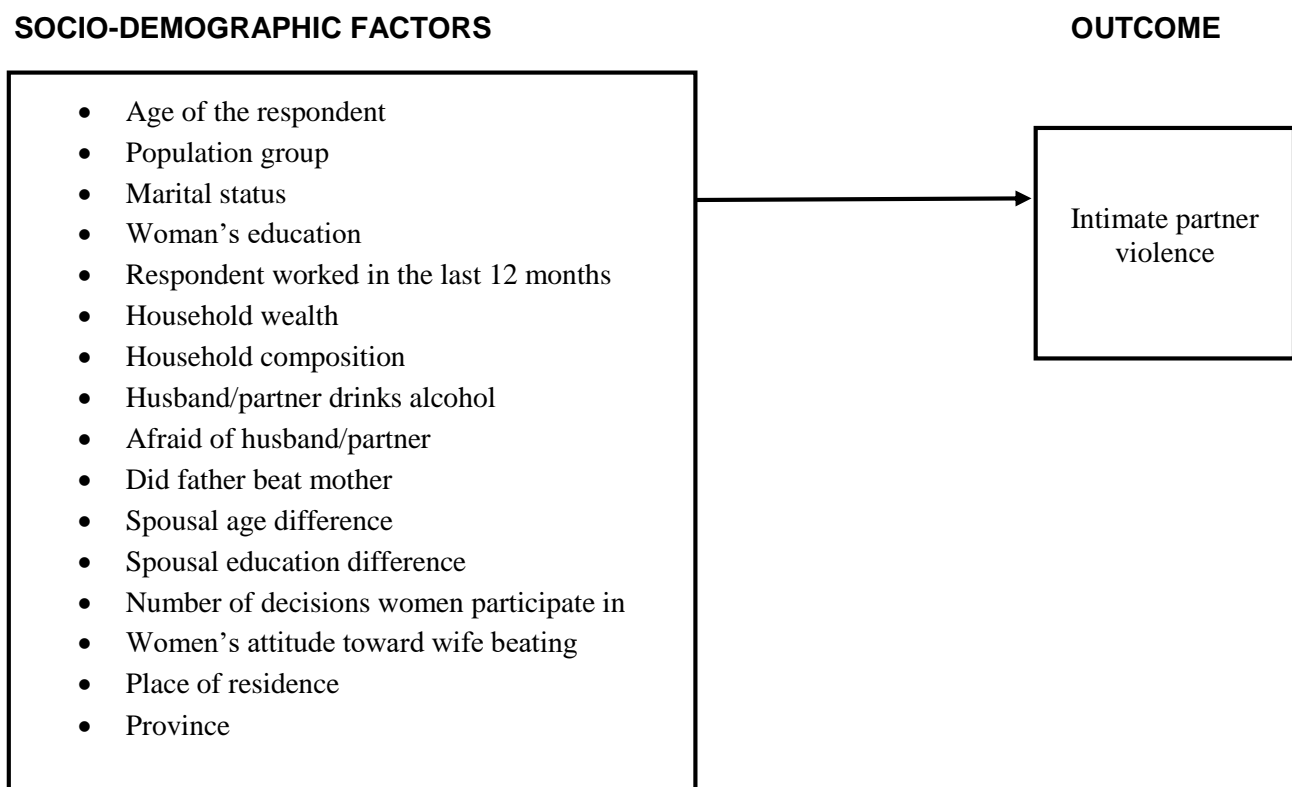 SOCIO-DEMOGRAPHIC FACTORS
OUTCOME
• Age of the respondent
• Population group
• Marital status
• Woman’s education
• Respondent worked in the last 12 months
• Household wealth
• Household composition
• Husband/partner drinks alcohol
• Afraid of husband/partner
• Did father beat mother
• Spousal age difference
• Spousal education difference
• Number of decisions women participate in
• Women’s attitude toward wife beating
• Place of residence
• Province
Intimate partner
violence